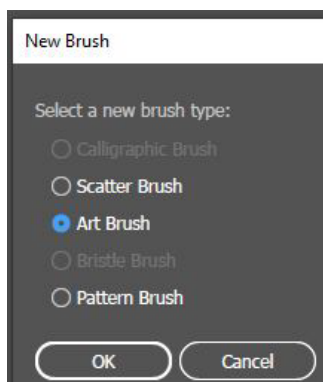 New Brush
Select a new brush type:
Calligraphic Brush
Scatter Brush
Art Brush
Bristle Brush
Pattern Brush
OK
Cancel